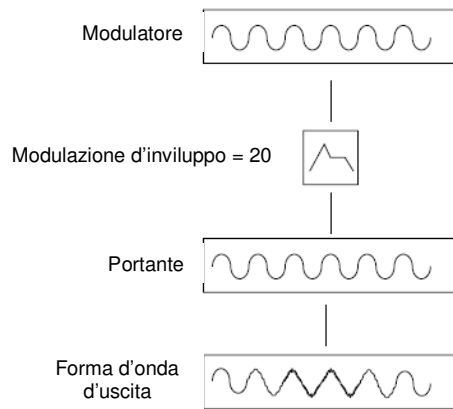 Modulatore
Modulazione d'inviluppo = 20
Portante
Forma d'onda
d'uscita